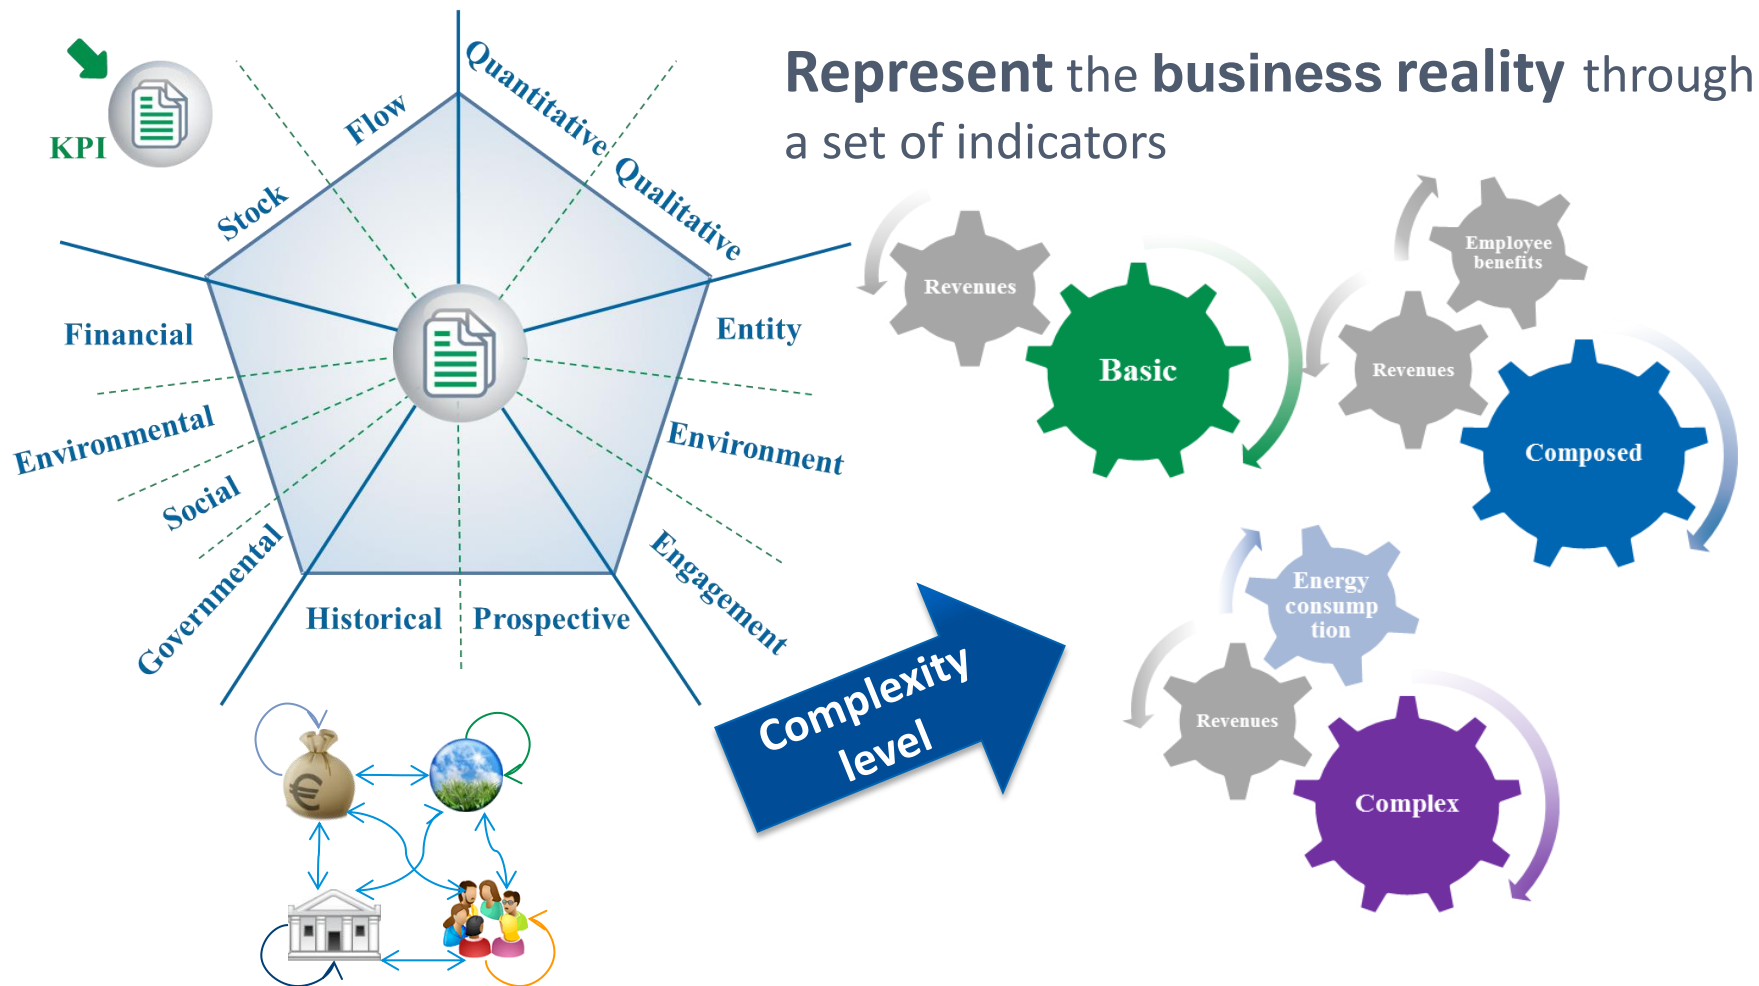 Represent the business reality through
a set of indicators
KPI
Flow
Stock
Quantitative
Qualitative
Financial
Environmental
Social
Governmental
Historical
Prospective
Entity
Environment
Engagement
Revenues
Basic
Employee
benefits
Revenues
Composed
Complexity
level
Energy
consump
tion
Revenues
Complex
€